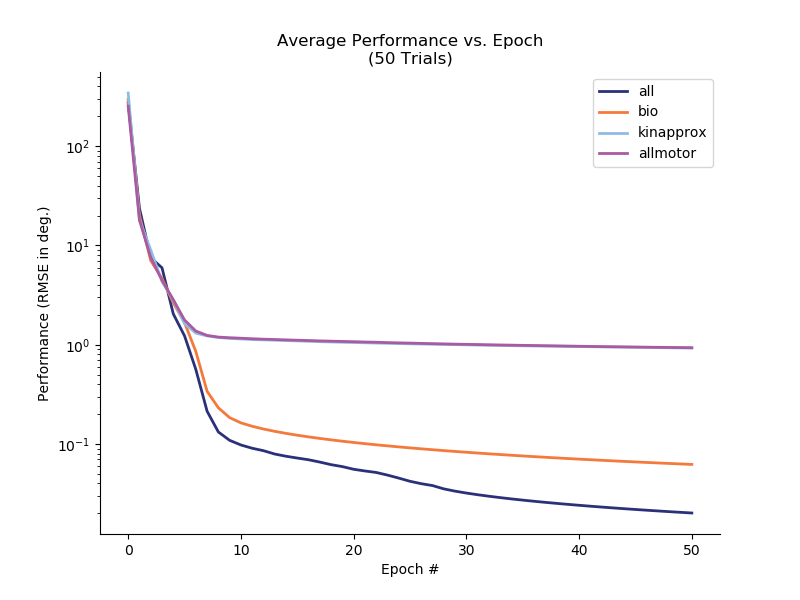 Average Performance vs. Epoch
(50 Trials)
all
bio
kinapprox
allmotor
Performance (RMSE in deg.)
10²
10¹
10⁰
10⁻¹
0 10 20 30 40 50
Epoch #